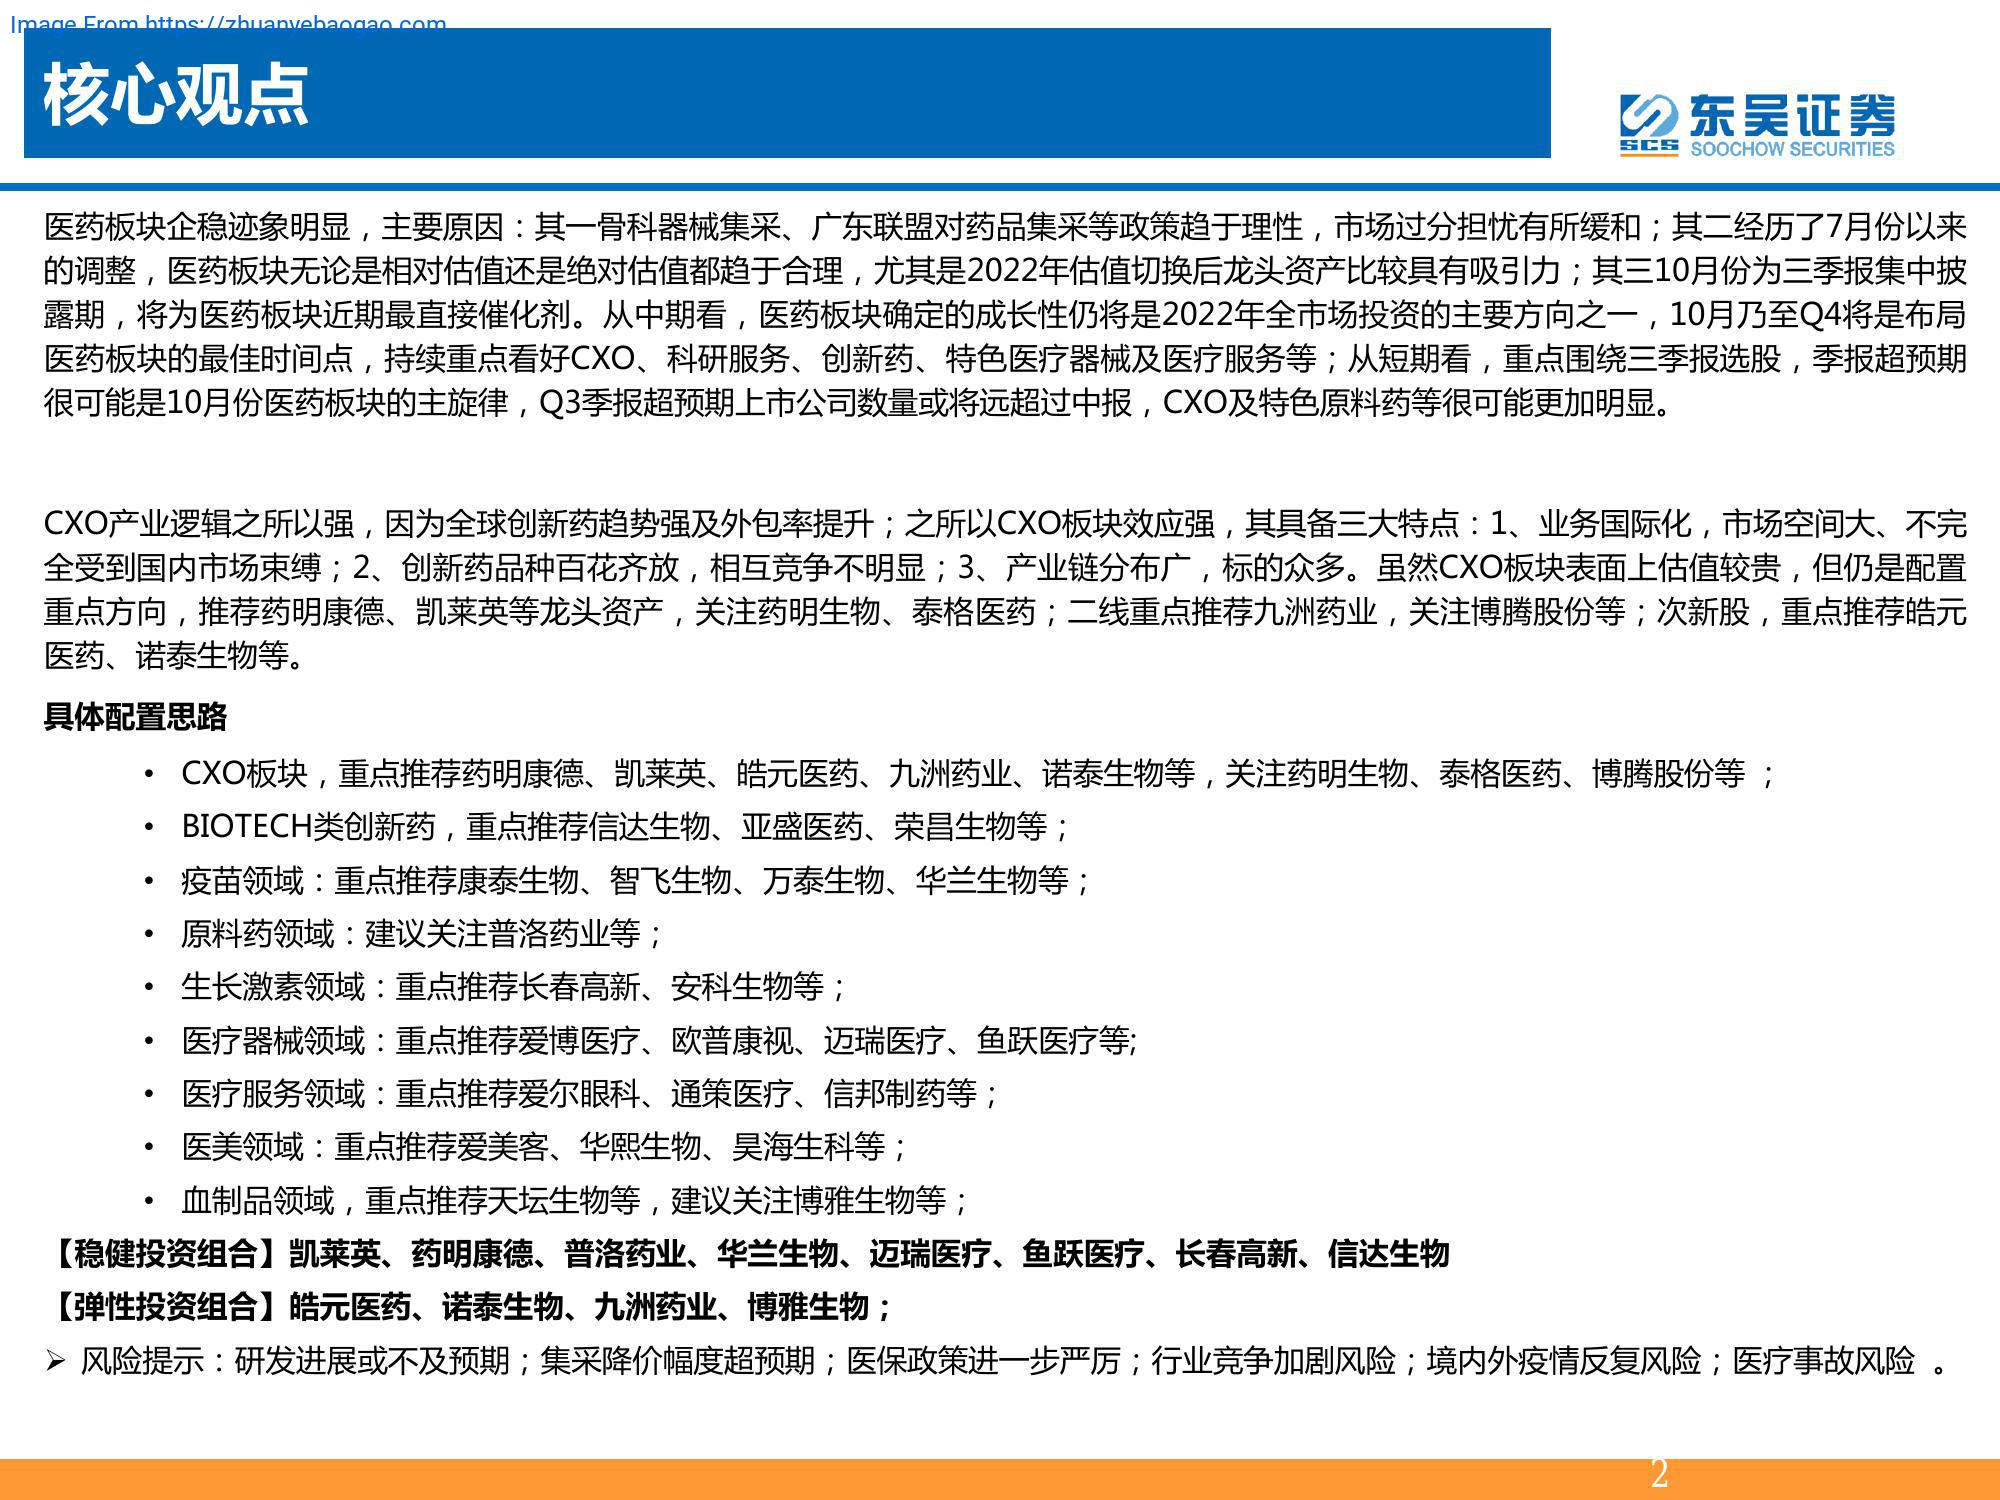 Image From https://zhuanyebaogao.com
核心观点
东吴证券
SCS
SOOCHOW SECURITIES
医药板块企稳迹象明显，主要原因：其一骨科器械集采、广东联盟对药品集采等政策趋于理性，市场过分担忧有所缓和；其二经历了7月份以来
的调整，医药板块无论是相对估值还是绝对估值都趋于合理，尤其是2022年估值切换后龙头资产比较具有吸引力；其三10月份为三季报集中披
露期，将为医药板块近期最直接催化剂。从中期看，医药板块确定的成长性仍将是2022年全市场投资的主要方向之一，10月乃至Q4将是布局
医药板块的最佳时间点，持续重点看好CXO、科研服务、创新药、特色医疗器械及医疗服务等；从短期看，重点围绕三季报选股，季报超预期
很可能是10月份医药板块的主旋律，Q3季报超预期上市公司数量或将远超过中报，CXO及特色原料药等很可能更加明显。
CXO产业逻辑之所以强，因为全球创新药趋势强及外包率提升；之所以CXO板块效应强，其具备三大特点：1、业务国际化，市场空间大、不完
全受到国内市场束缚；2、创新药品种百花齐放，相互竞争不明显；3、产业链分布广，标的众多。虽然CXO板块表面上估值较贵，但仍是配置
重点方向，推荐药明康德、凯莱英等龙头资产，关注药明生物、泰格医药；二线重点推荐九洲药业，关注博腾股份等；次新股，重点推荐皓元
医药、诺泰生物等。
具体配置思路
• CXO板块，重点推荐药明康德、凯莱英、皓元医药、九洲药业、诺泰生物等，关注药明生物、泰格医药、博腾股份等 ；
• BIOTECH类创新药，重点推荐信达生物、亚盛医药、荣昌生物等；
• 疫苗领域：重点推荐康泰生物、智飞生物、万泰生物、华兰生物等；
• 原料药领域：建议关注普洛药业等；
• 生长激素领域：重点推荐长春高新、安科生物等；
• 医疗器械领域：重点推荐爱博医疗、欧普康视、迈瑞医疗、鱼跃医疗等;
• 医疗服务领域：重点推荐爱尔眼科、通策医疗、信邦制药等；
• 医美领域：重点推荐爱美客、华熙生物、昊海生科等；
• 血制品领域，重点推荐天坛生物等，建议关注博雅生物等；
【稳健投资组合】凯莱英、药明康德、普洛药业、华兰生物、迈瑞医疗、鱼跃医疗、长春高新、信达生物
【弹性投资组合】皓元医药、诺泰生物、九洲药业、博雅生物；
➢ 风险提示：研发进展或不及预期；集采降价幅度超预期；医保政策进一步严厉；行业竞争加剧风险；境内外疫情反复风险；医疗事故风险 。
2